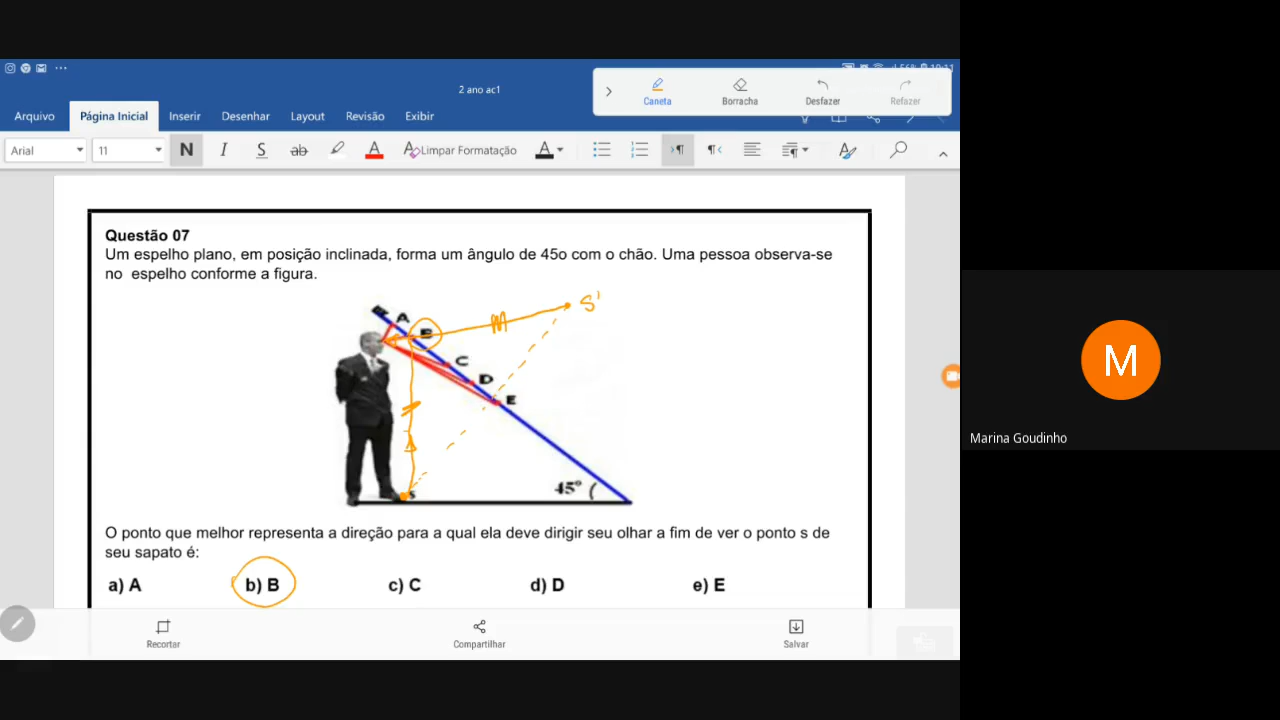 2 ano ac1
Caneta
Borracha
Desfazer
Refazer
Arquivo
Página Inicial
Inserir
Desenhar
Layout
Revisão
Exibir
Arial
11
N
I
S
ab
A
Limpar Formatação
A
Questão 07
Um espelho plano, em posição inclinada, forma um ângulo de 45o com o chão. Uma pessoa observa-se
no espelho conforme a figura.
S'
A
B
C
D
E
45°
s
O ponto que melhor representa a direção para a qual ela deve dirigir seu olhar a fim de ver o ponto s de
seu sapato é:
a) A b) B c) C d) D e) E
Recortar
Compartilhar
Salvar
M
Marina Goudinho